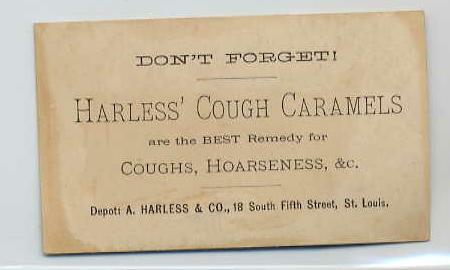 DON'T FORGET!
HARLESS' COUGH CARAMELS
are the BEST Remedy for
COUGHS, HOARSENESS, &c.
Depot: A. HARLESS & CO., 18 South Fifth Street, St. Louis.